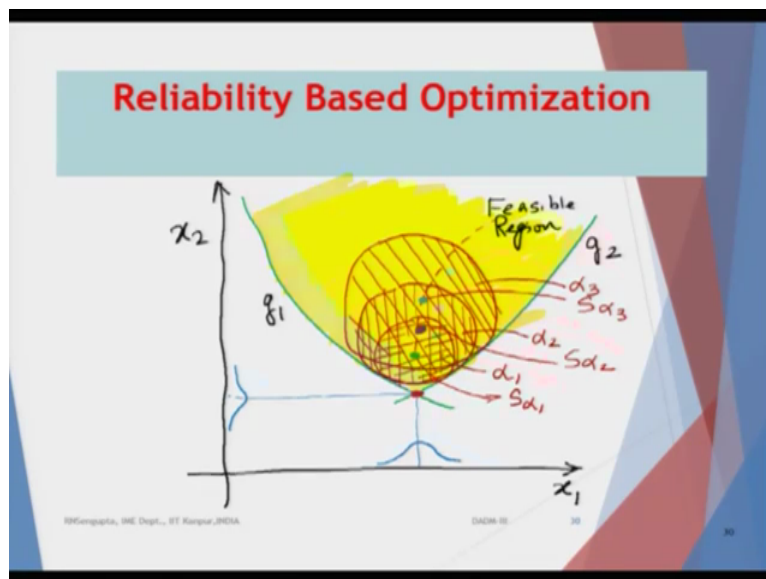 Reliability Based Optimization
x₂
Feasible
Region
g₁
g₂
α₃
Sα₃
α₂
Sα₂
α₁
Sα₁
x₁
RNSengupta, IME Dept., IIT Kanpur,INDIA
DADM-III
30
30